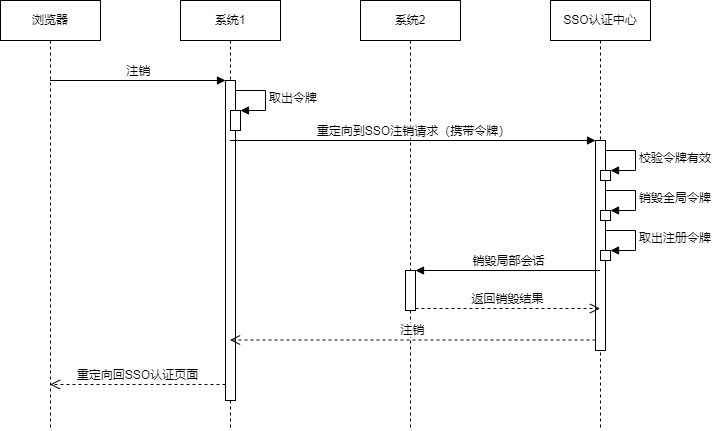 浏览器
系统1
系统2
SSO认证中心
注销
取出令牌
重定向到SSO注销请求（携带令牌）
校验令牌有效
销毁全局令牌
取出注册令牌
销毁局部会话
返回销毁结果
注销
重定向回SSO认证页面